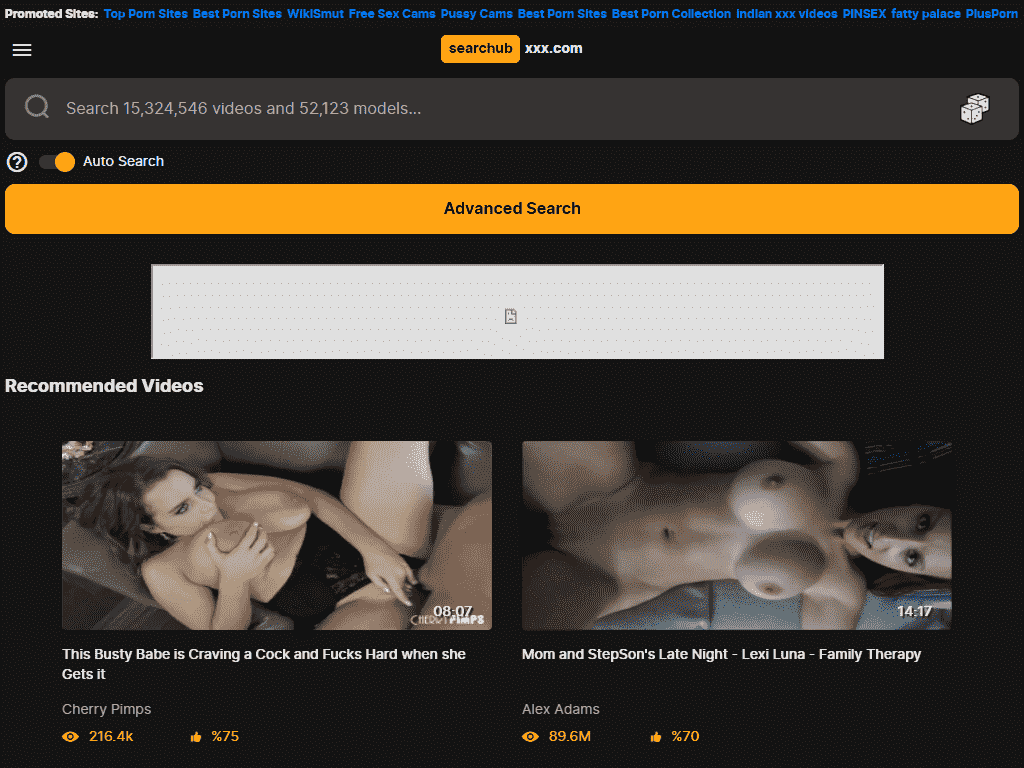 Promoted Sites: Top Porn Sites Best Porn Sites WikiSmut Free Sex Cams Pussy Cams Best Porn Sites Best Porn Collection indian xxx videos PINSEX fatty palace PlusPorn
searchub xxx.com
Search 15,324,546 videos and 52,123 models...
Auto Search
Advanced Search
Recommended Videos
08:07
CHERRYPIMPS
14:17
This Busty Babe is Craving a Cock and Fucks Hard when she
Gets it
Mom and StepSon's Late Night - Lexi Luna - Family Therapy
Cherry Pimps
Alex Adams
216.4k %75
89.6M %70